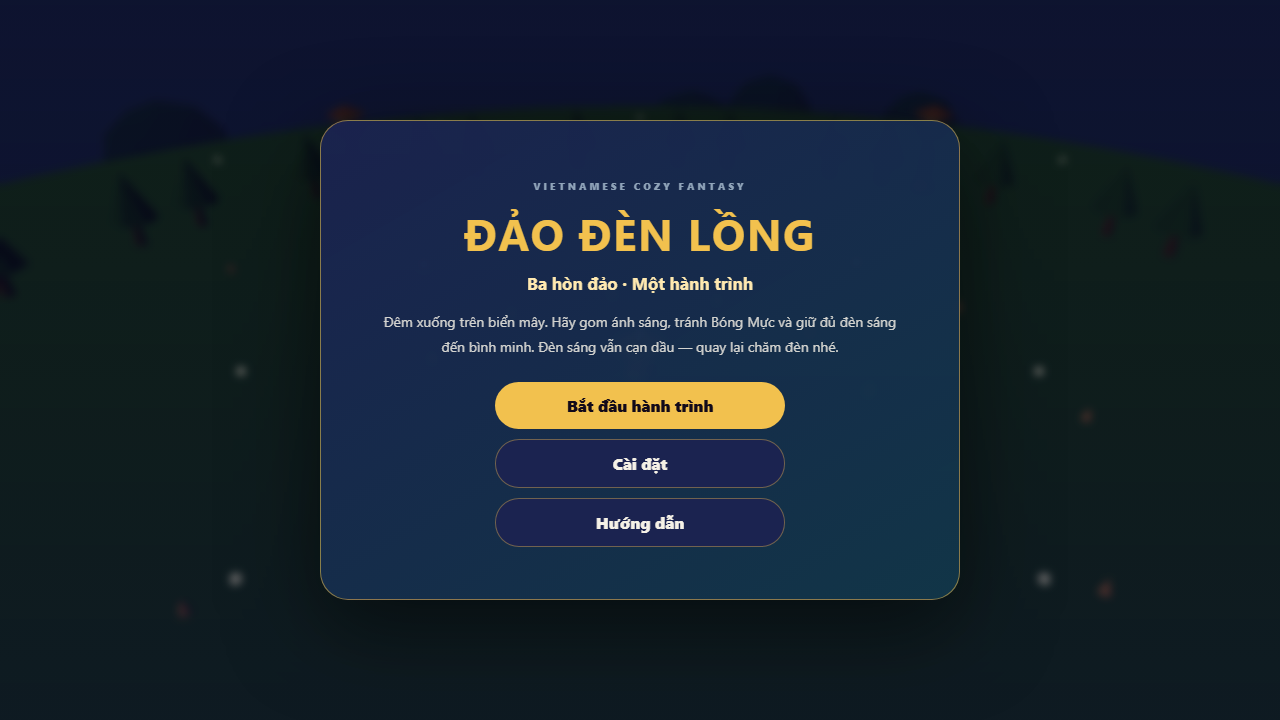 VIETNAMESE COZY FANTASY
ĐẢO ĐÈN LỒNG
Ba hòn đảo · Một hành trình
Đêm xuống trên biển mây. Hãy gom ánh sáng, tránh Bóng Mực và giữ đủ đèn sáng
đến bình minh. Đèn sáng vẫn cạn dầu — quay lại chăm đèn nhé.
Bắt đầu hành trình
Cài đặt
Hướng dẫn